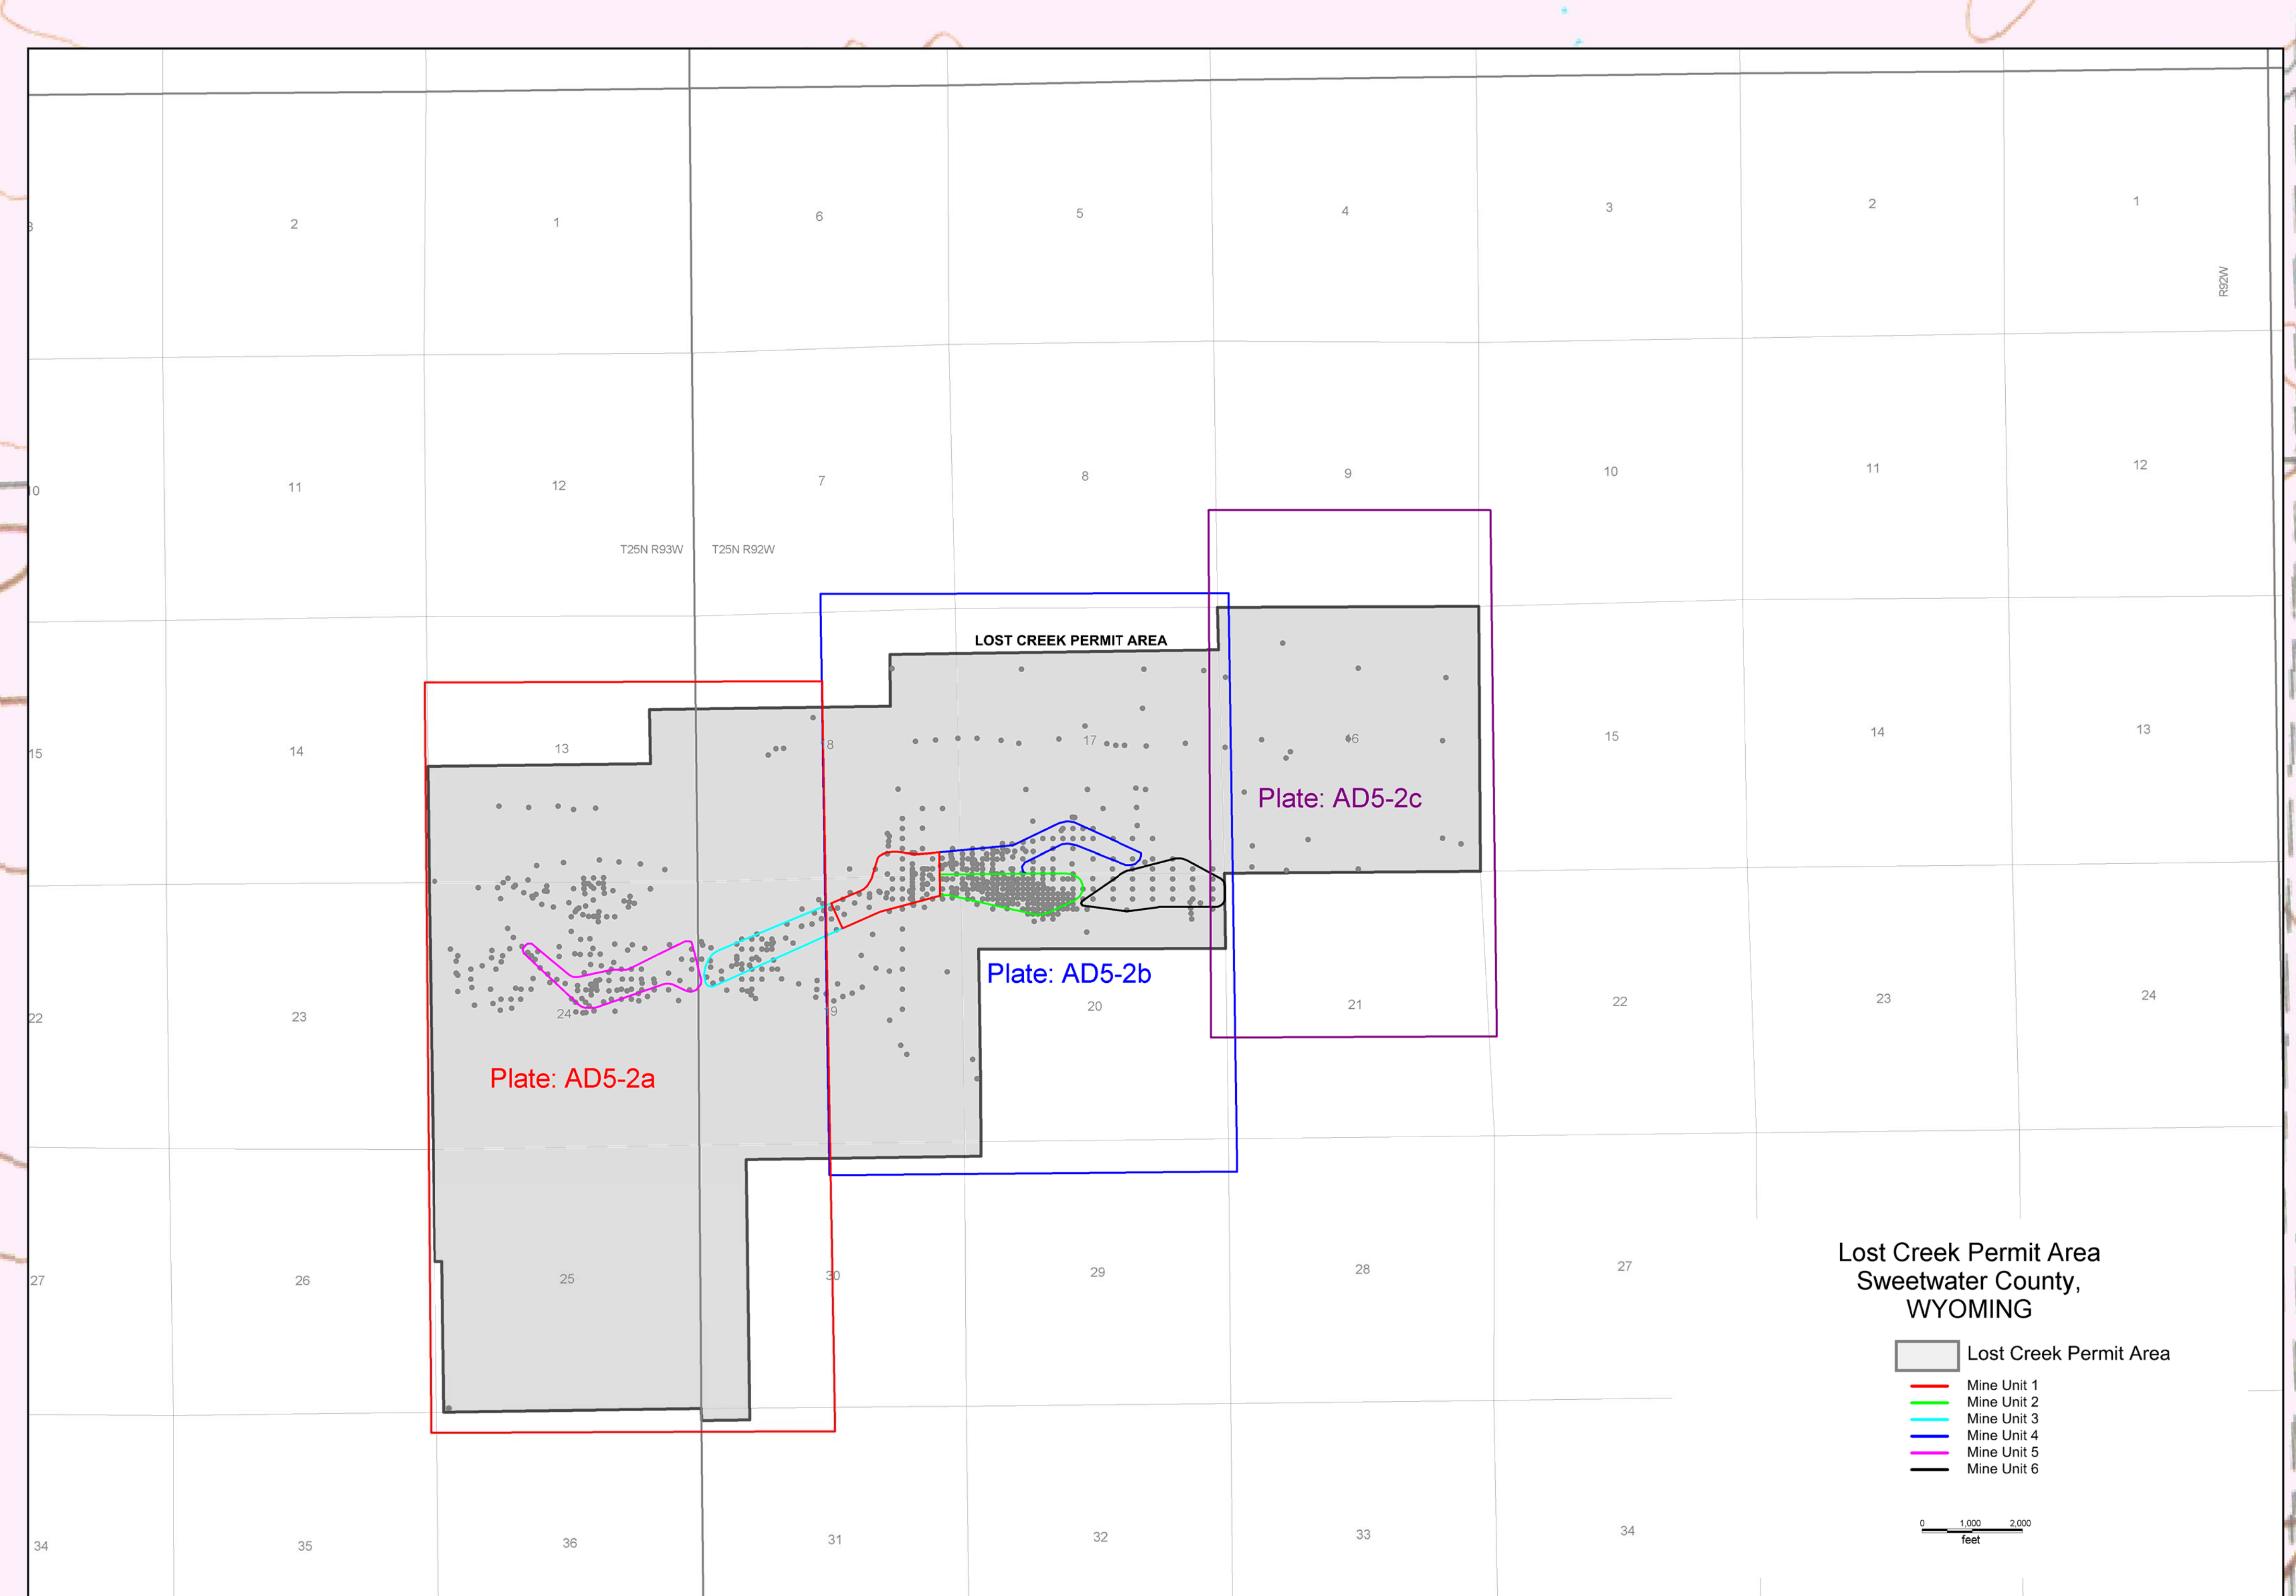 2
1
6
5
4
3
2
1
R92W
10
11
12
7
8
9
10
11
12
T25N R93W
T25N R92W
LOST CREEK PERMIT AREA
15
14
13
17
15
14
13
Plate: AD5-2c
22
23
24
Plate: AD5-2b
20
21
22
23
24
Plate: AD5-2a
27
26
25
30
29
28
27
Lost Creek Permit Area
Sweetwater County,
WYOMING
Lost Creek Permit Area
Mine Unit 1
Mine Unit 2
Mine Unit 3
Mine Unit 4
Mine Unit 5
Mine Unit 6
0 1,000 2,000
feet
34
35
36
31
32
33
34